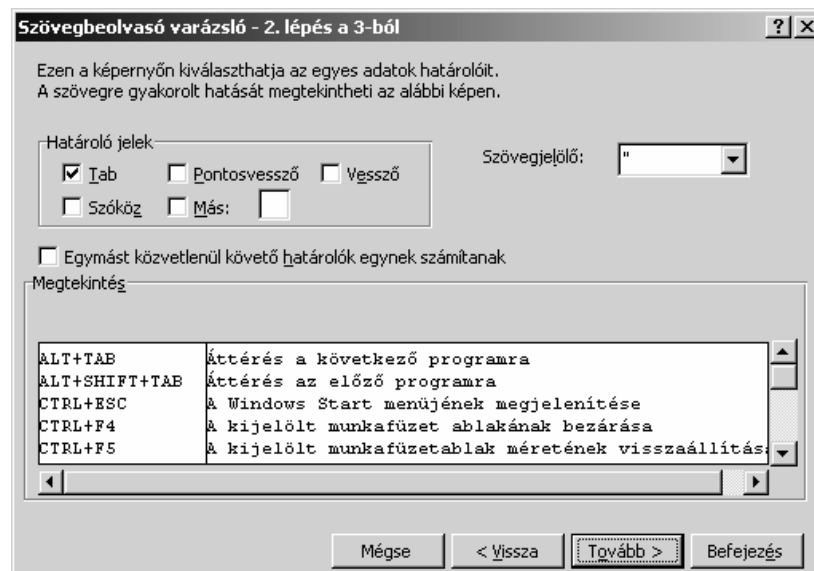 Szövegbeolvasó varázsló - 2. lépés a 3-ból
Ezen a képernyőn kiválaszthatja az egyes adatok határolóit.
A szövegre gyakorolt hatását megtekintheti az alábbi képen.
Határoló jelek
Tab Pontosvessző Vessző
Szóköz Más:
Szövegjelölő: "
Egymást közvetlenül követő határolók egynek számítanak
Megtekintés
ALT+TAB Áttérés a következő programra
ALT+SHIFT+TAB Áttérés az előző programra
CTRL+ESC A Windows Start menüjének megjelenítése
CTRL+F4 A kijelölt munkafüzet ablakának bezárása
CTRL+F5 A kijelölt munkafüzetablak méretének
Mégse < Vissza Tovább > Befejezés